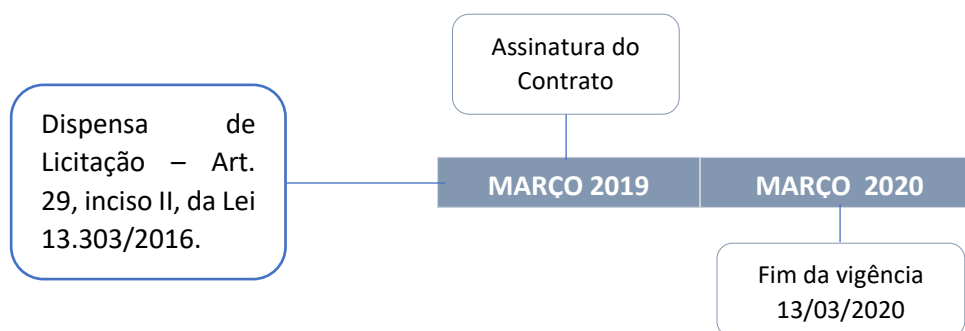 Assinatura do
Contrato
Dispensa de
Licitação – Art.
29, inciso II, da Lei
13.303/2016.
MARÇO 2019
MARÇO 2020
Fim da vigência
13/03/2020